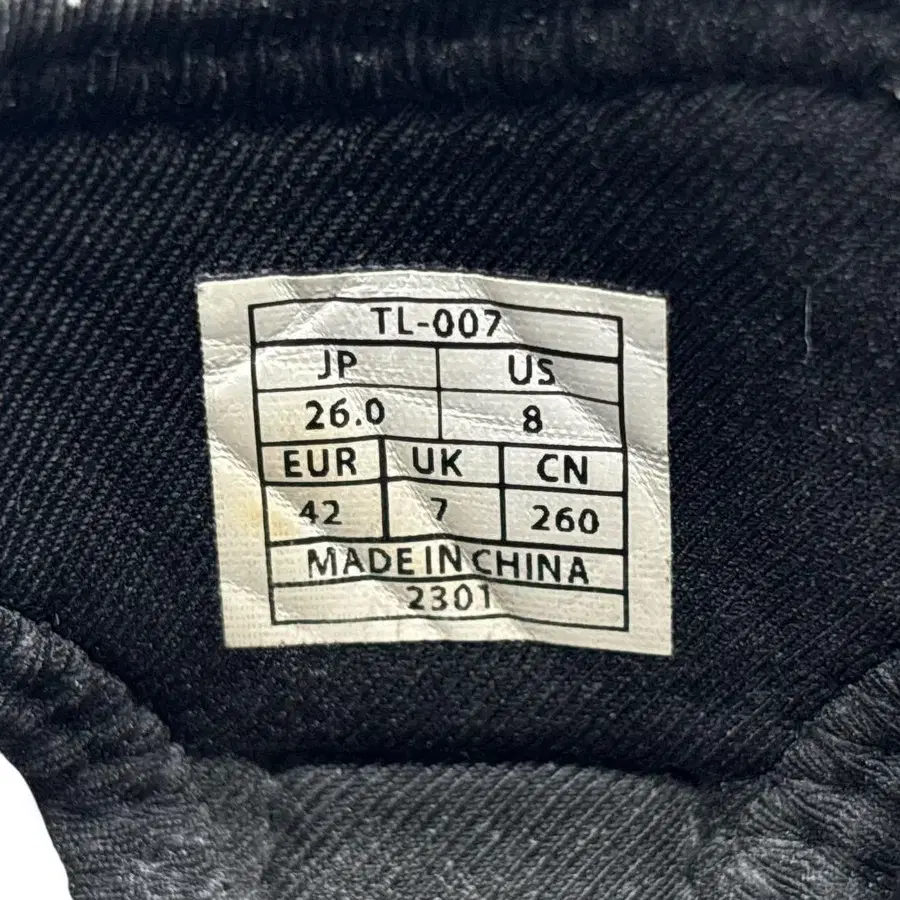 TL-007
JP US
26.0 8
EUR UK CN
42 7 260
MADE IN CHINA
2301